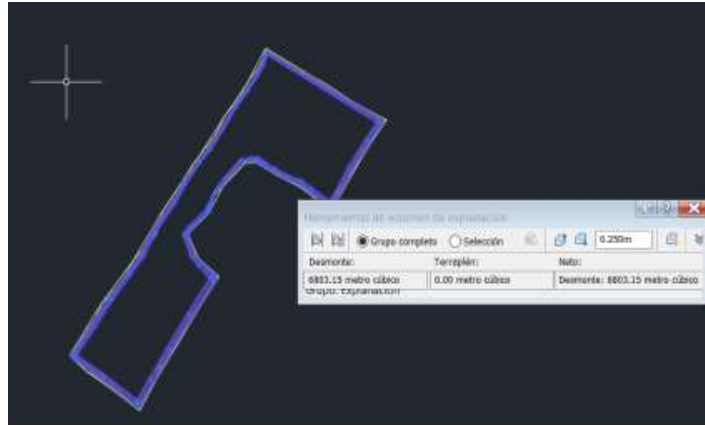 Herramientas de volumen de explanación
Grupo completo Selección 0.250m
Desmonte: Terraplén: Neto:
6803.15 metro cúbico 0.00 metro cúbico Desmonte: 6803.15 metro cúbico
Grupo: Explanación